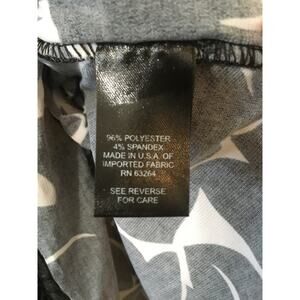 96% POLYESTER
4% SPANDEX
MADE IN U.S.A. OF
IMPORTED FABRIC
RN 63264
SEE REVERSE
FOR CARE